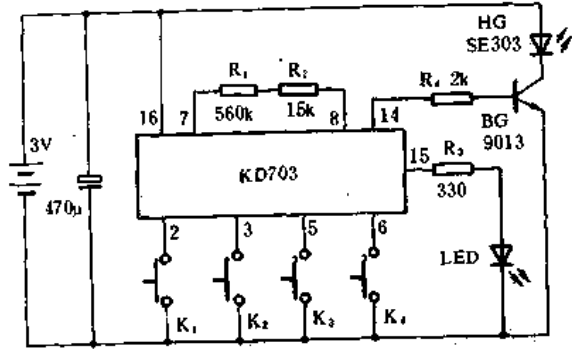 HG
SE303
R₁ R₂
560k 15k
R₄ 2k
16 7 8 14
BG
9013
3V
KD703
15 R₃
330
470μ
2 3 5 6
LED
K₁ K₂ K₃ K₄